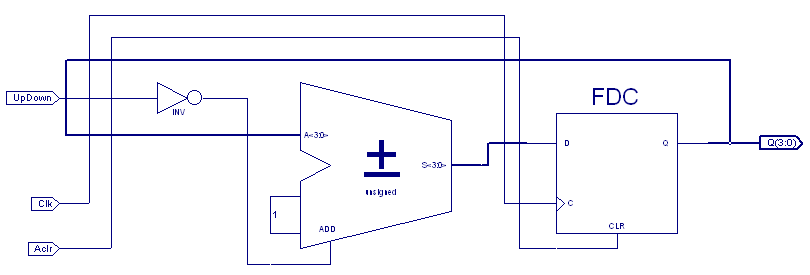 FDC
UpDown
INV
A<3:0>
D
Q
Q(3:0)
S<3:0>
unsigned
Clk
C
1
ADD
CLR
Aclr